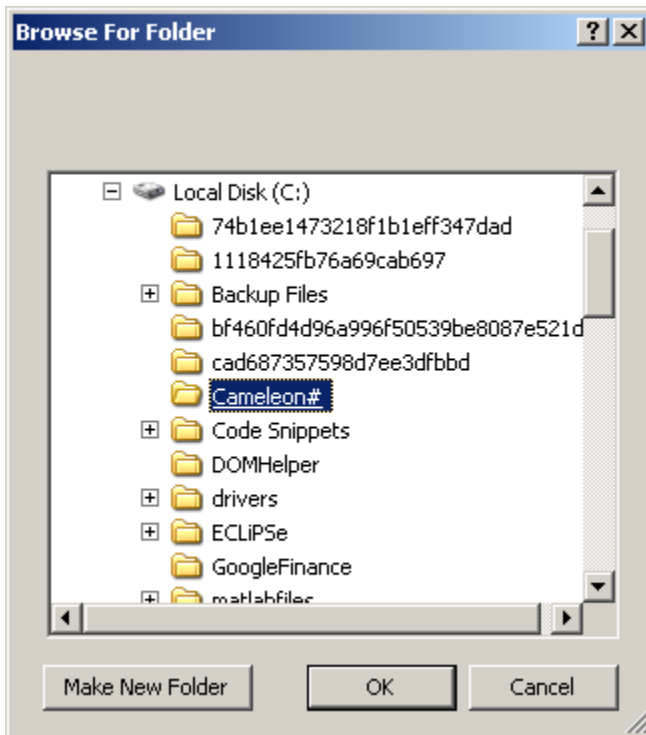 Browse For Folder
Local Disk (C:)
74b1ee1473218f1b1eff347dad
1118425fb76a69cab697
Backup Files
bf460fd4d96a996f50539be8087e521d
cad687357598d7ee3dfbbd
Cameleon#
Code Snippets
DOMHelper
drivers
ECLiPSe
GoogleFinance
matlabfiles
Make New Folder
OK
Cancel